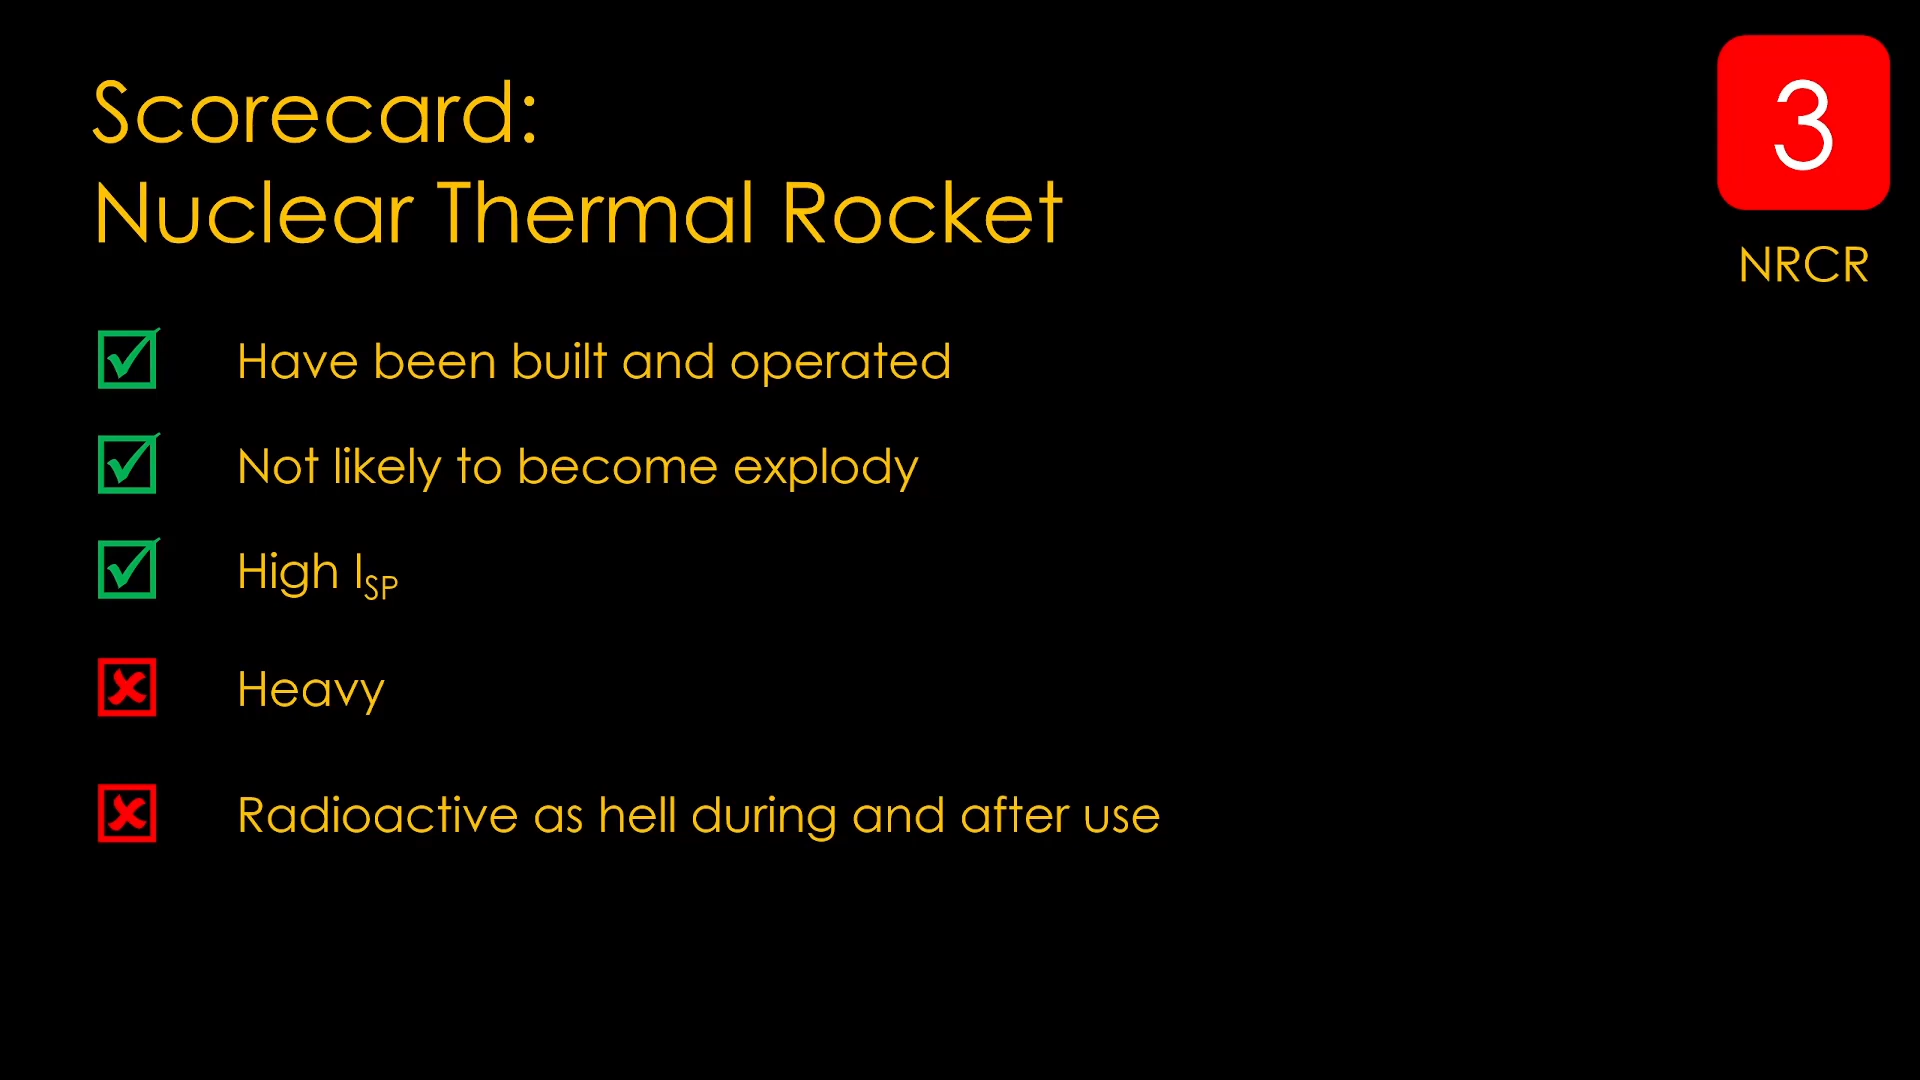 Scorecard:
Nuclear Thermal Rocket
3
NRCR
Have been built and operated
Not likely to become explody
High I_SP
Heavy
Radioactive as hell during and after use